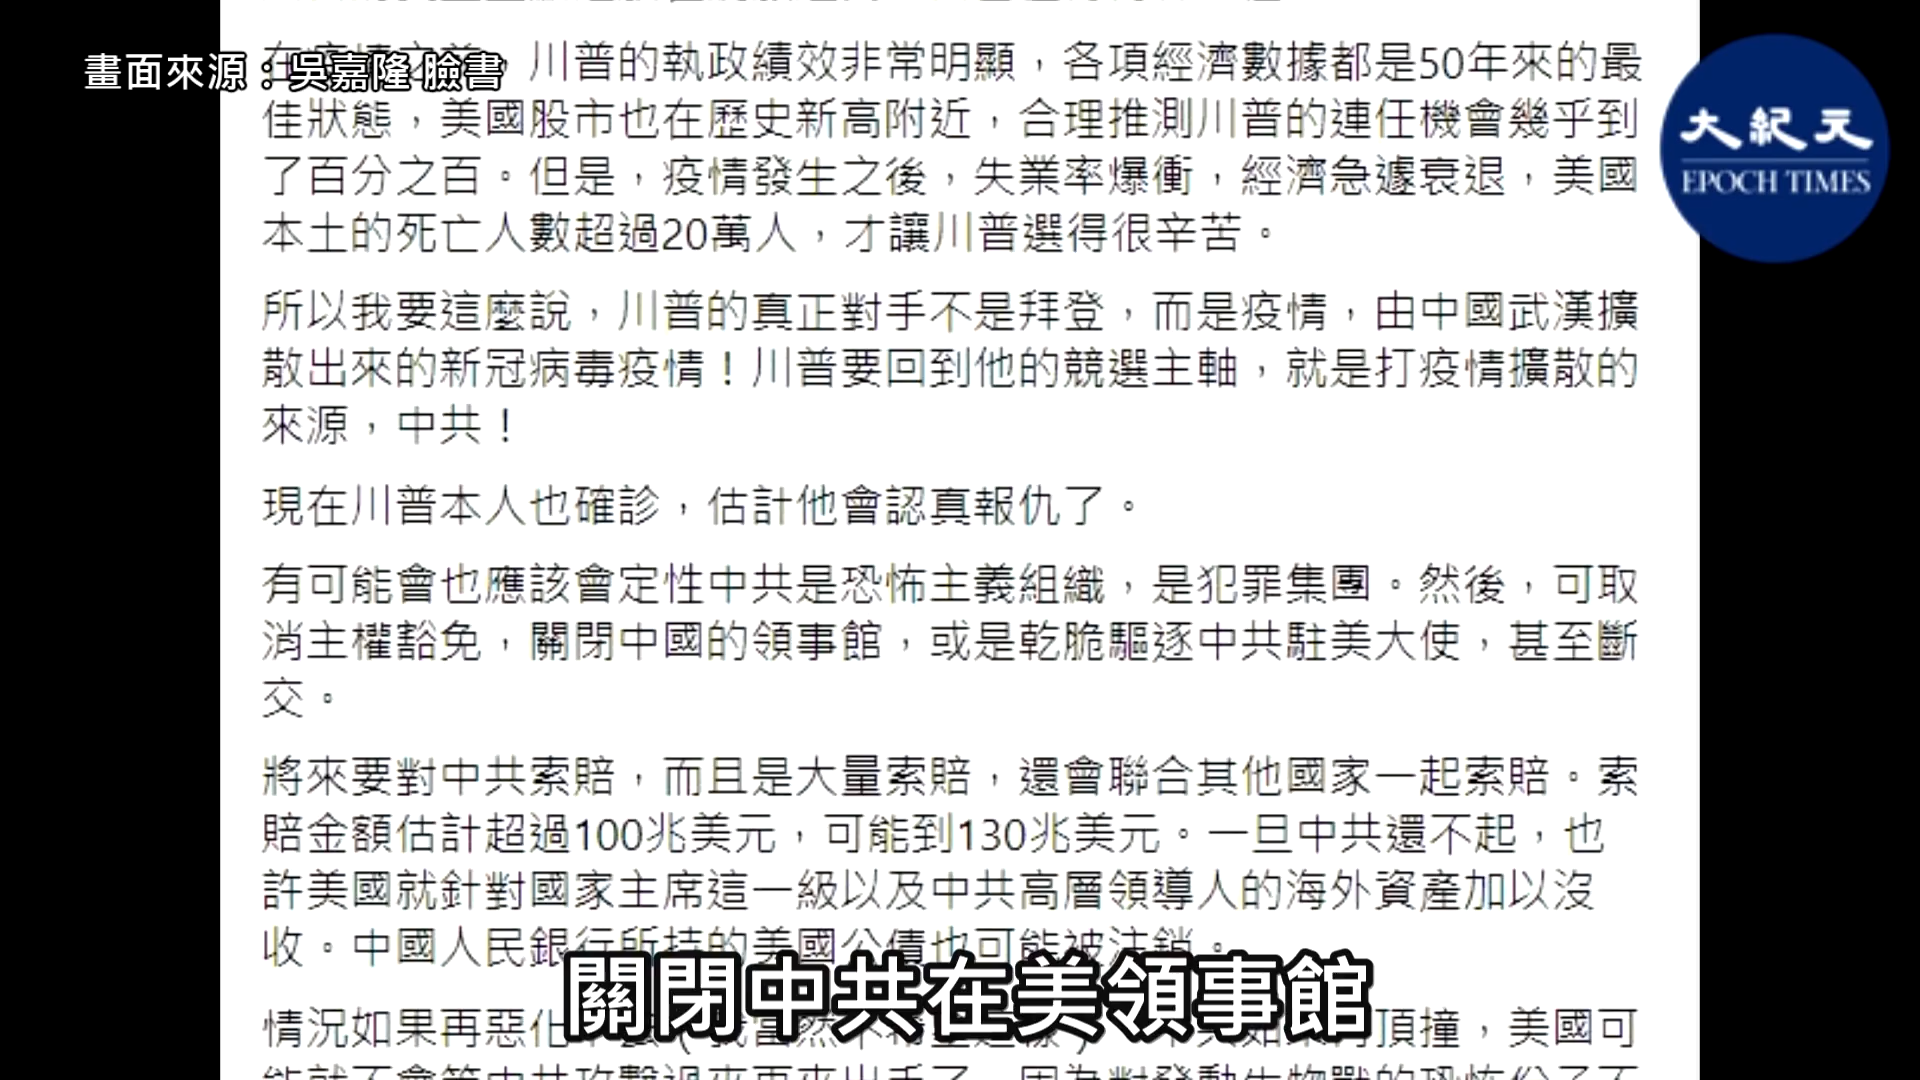 畫面來源：吳嘉隆 臉書
川普的執政績效非常明顯，各項經濟數據都是50年來的最
佳狀態，美國股市也在歷史新高附近，合理推測川普的連任機會幾乎到
了百分之百。但是，疫情發生之後，失業率爆衝，經濟急遽衰退，美國
本土的死亡人數超過20萬人，才讓川普選得很辛苦。
所以我要這麼說，川普的真正對手不是拜登，而是疫情，由中國武漢擴
散出來的新冠病毒疫情！川普要回到他的競選主軸，就是打疫情擴散的
來源，中共！
現在川普本人也確診，估計他會認真報仇了。
有可能會也應該會定性中共是恐怖主義組織，是犯罪集團。然後，可取
消主權豁免，關閉中國的領事館，或是乾脆驅逐中共駐美大使，甚至斷
交。
將來要對中共索賠，而且是大量索賠，還會聯合其他國家一起索賠。索
賠金額估計超過100兆美元，可能到130兆美元。一旦中共還不起，也
許美國就針對國家主席這一級以及中共高層領導人的海外資產加以沒
收。中國人民銀行所持的美國公債也可能被註銷。
情況如果再惡化 頂撞，美國可
關閉中共在美領事館
大紀元
EPOCH TIMES